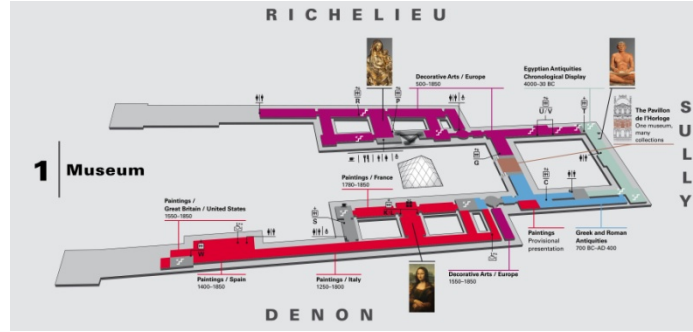 RICHELIEU
Decorative Arts / Europe
500–1850
Egyptian Antiquities
Chronological Display
4000–30 BC
The Pavillon
de l'Horloge
One museum,
many
collections
SULLY
1 Museum
Paintings / France
1780–1850
Paintings /
Great Britain / United States
1550–1850
Paintings / Spain
1400–1850
Paintings / Italy
1250–1800
Decorative Arts / Europe
1550–1850
Paintings
Provisional
presentation
Greek and Roman
Antiquities
700 BC–AD 400
R
P
U / V
G
C
S
DENON